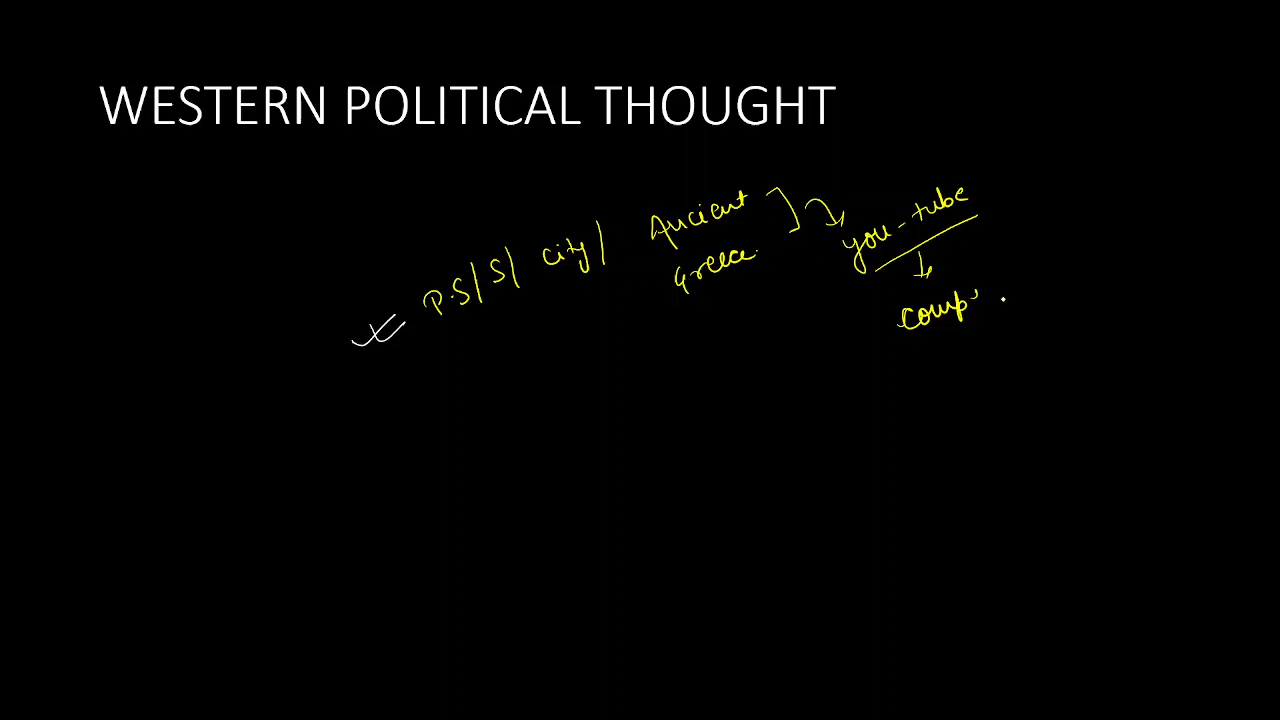 WESTERN POLITICAL THOUGHT
P.S/ S/ city/ Ancient Greece. ] you-tube
comp'